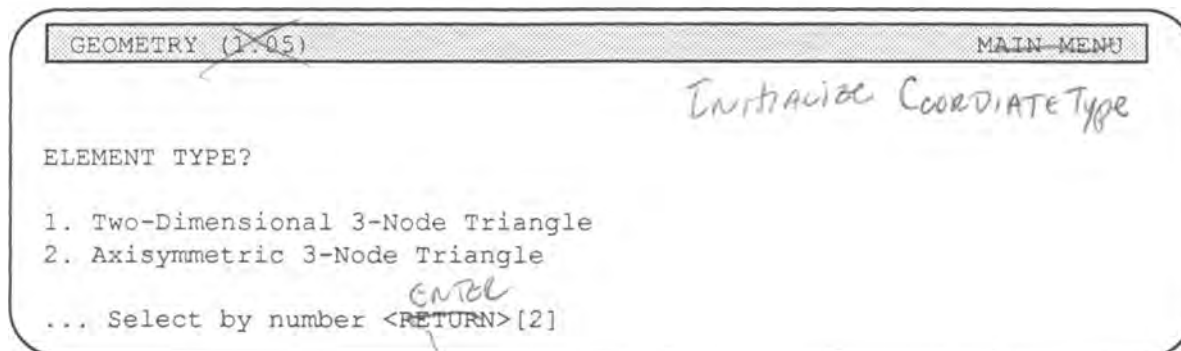 GEOMETRY (1.05) MAIN MENU
INITIALIZE COORDIATE Type
ELEMENT TYPE?
1. Two-Dimensional 3-Node Triangle
2. Axisymmetric 3-Node Triangle
ENTER
... Select by number <RETURN>[2]